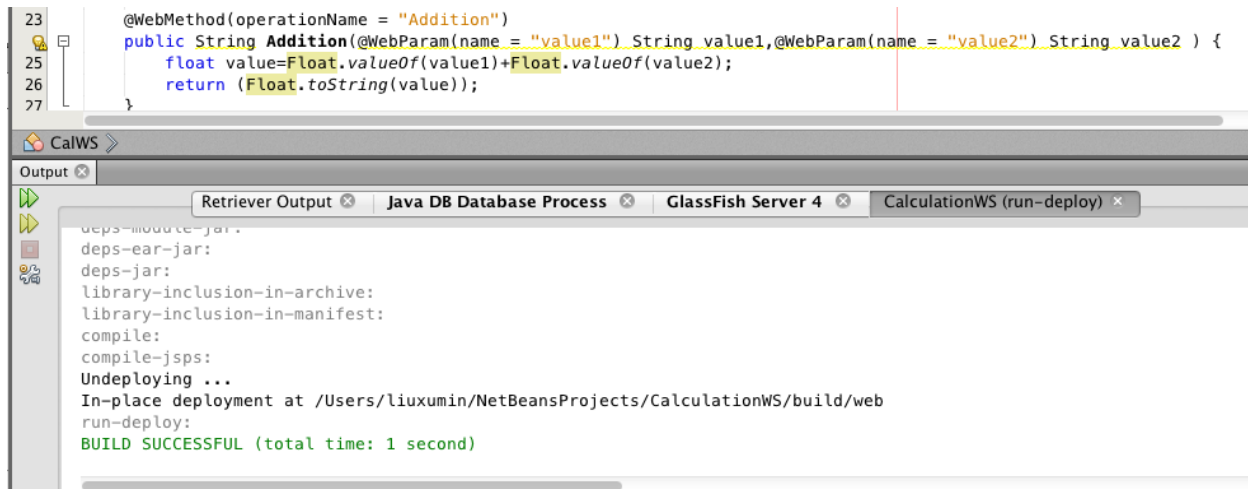 23 @WebMethod(operationName = "Addition")
public String Addition(@WebParam(name = "value1") String value1,@WebParam(name = "value2") String value2 ) {
25 float value=Float.valueOf(value1)+Float.valueOf(value2);
26 return (Float.toString(value));
27 }
CalWS
Output
Retriever Output Java DB Database Process GlassFish Server 4 CalculationWS (run-deploy)
deps-module-jar:
deps-ear-jar:
deps-jar:
library-inclusion-in-archive:
library-inclusion-in-manifest:
compile:
compile-jsps:
Undeploying ...
In-place deployment at /Users/liuxumin/NetBeansProjects/CalculationWS/build/web
run-deploy:
BUILD SUCCESSFUL (total time: 1 second)